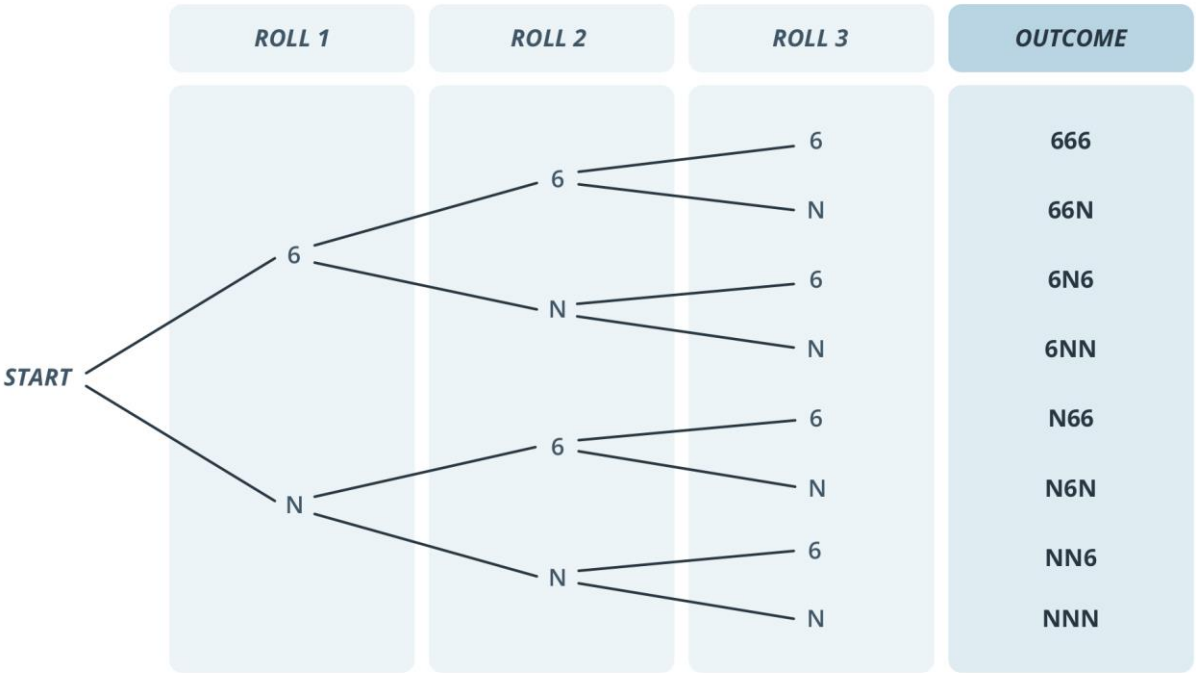 ROLL 1 ROLL 2 ROLL 3 OUTCOME
6 666
6
N 66N
6
6 6N6
N
N 6NN
START
6 N66
6
N N6N
N
6 NN6
N
N NNN